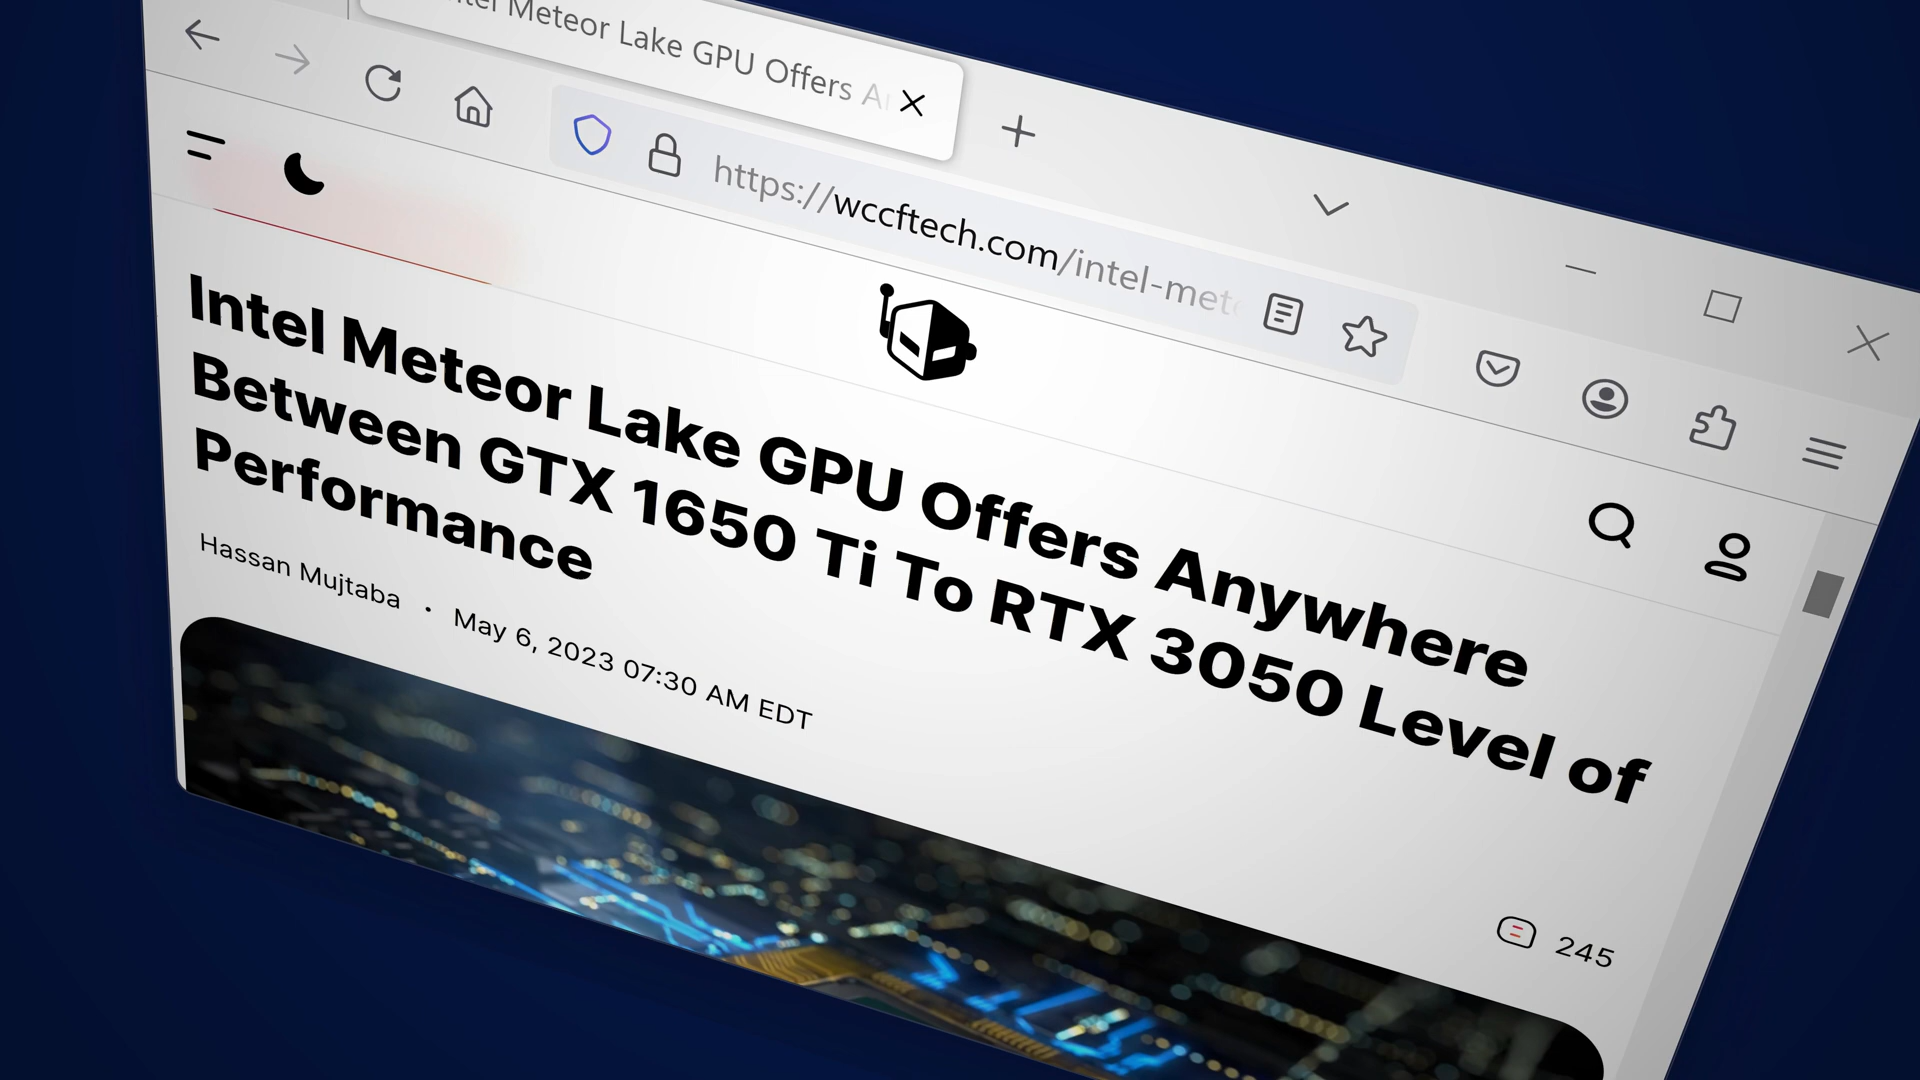 Meteor Lake GPU Offers
https://wccftech.com/intel-mete
Intel Meteor Lake GPU Offers Anywhere
Between GTX 1650 Ti To RTX 3050 Level of
Performance
Hassan Mujtaba • May 6, 2023 07:30 AM EDT
245